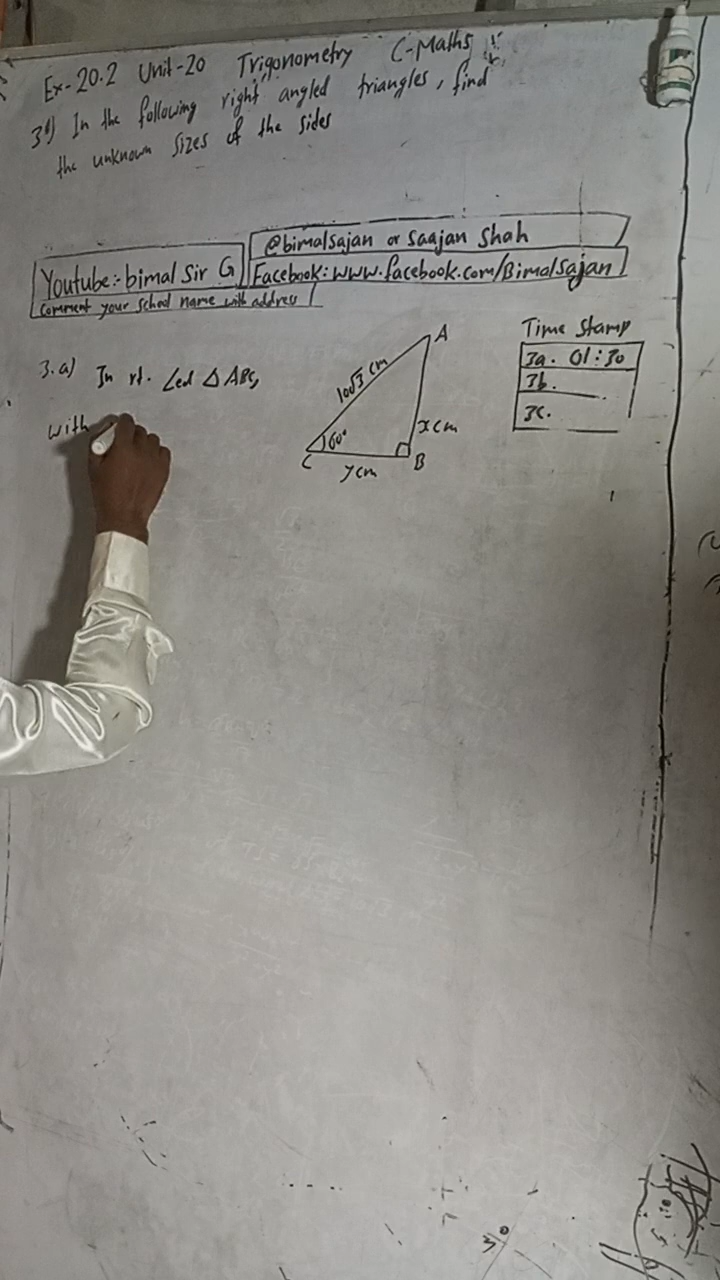 Ex-20.2 Unit-20 Trigonometry C-Maths
3) In the following right angled triangles, find
the unknown sizes of the sides
@bimalsajan or Saajan Shah
Youtube:- bimal Sir G
Facebook: www.facebook.com/Bimalsajan
Comment your school name with address
3.a) In rt. ∠ed △ABC,
with
A
10√3 cm
60°
x cm
C
B
y cm
Time Stamp
3a. 01:30
3b.
3c.